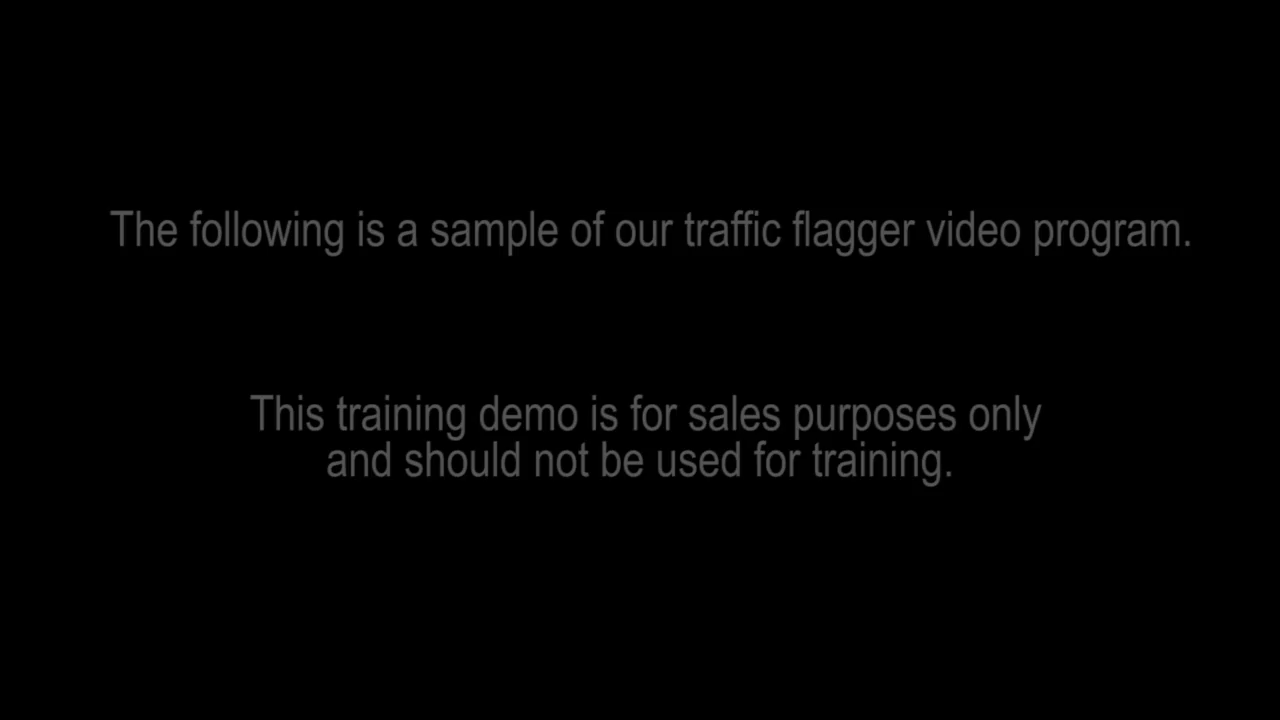 The following is a sample of our traffic flagger video program.
This training demo is for sales purposes only
and should not be used for training.